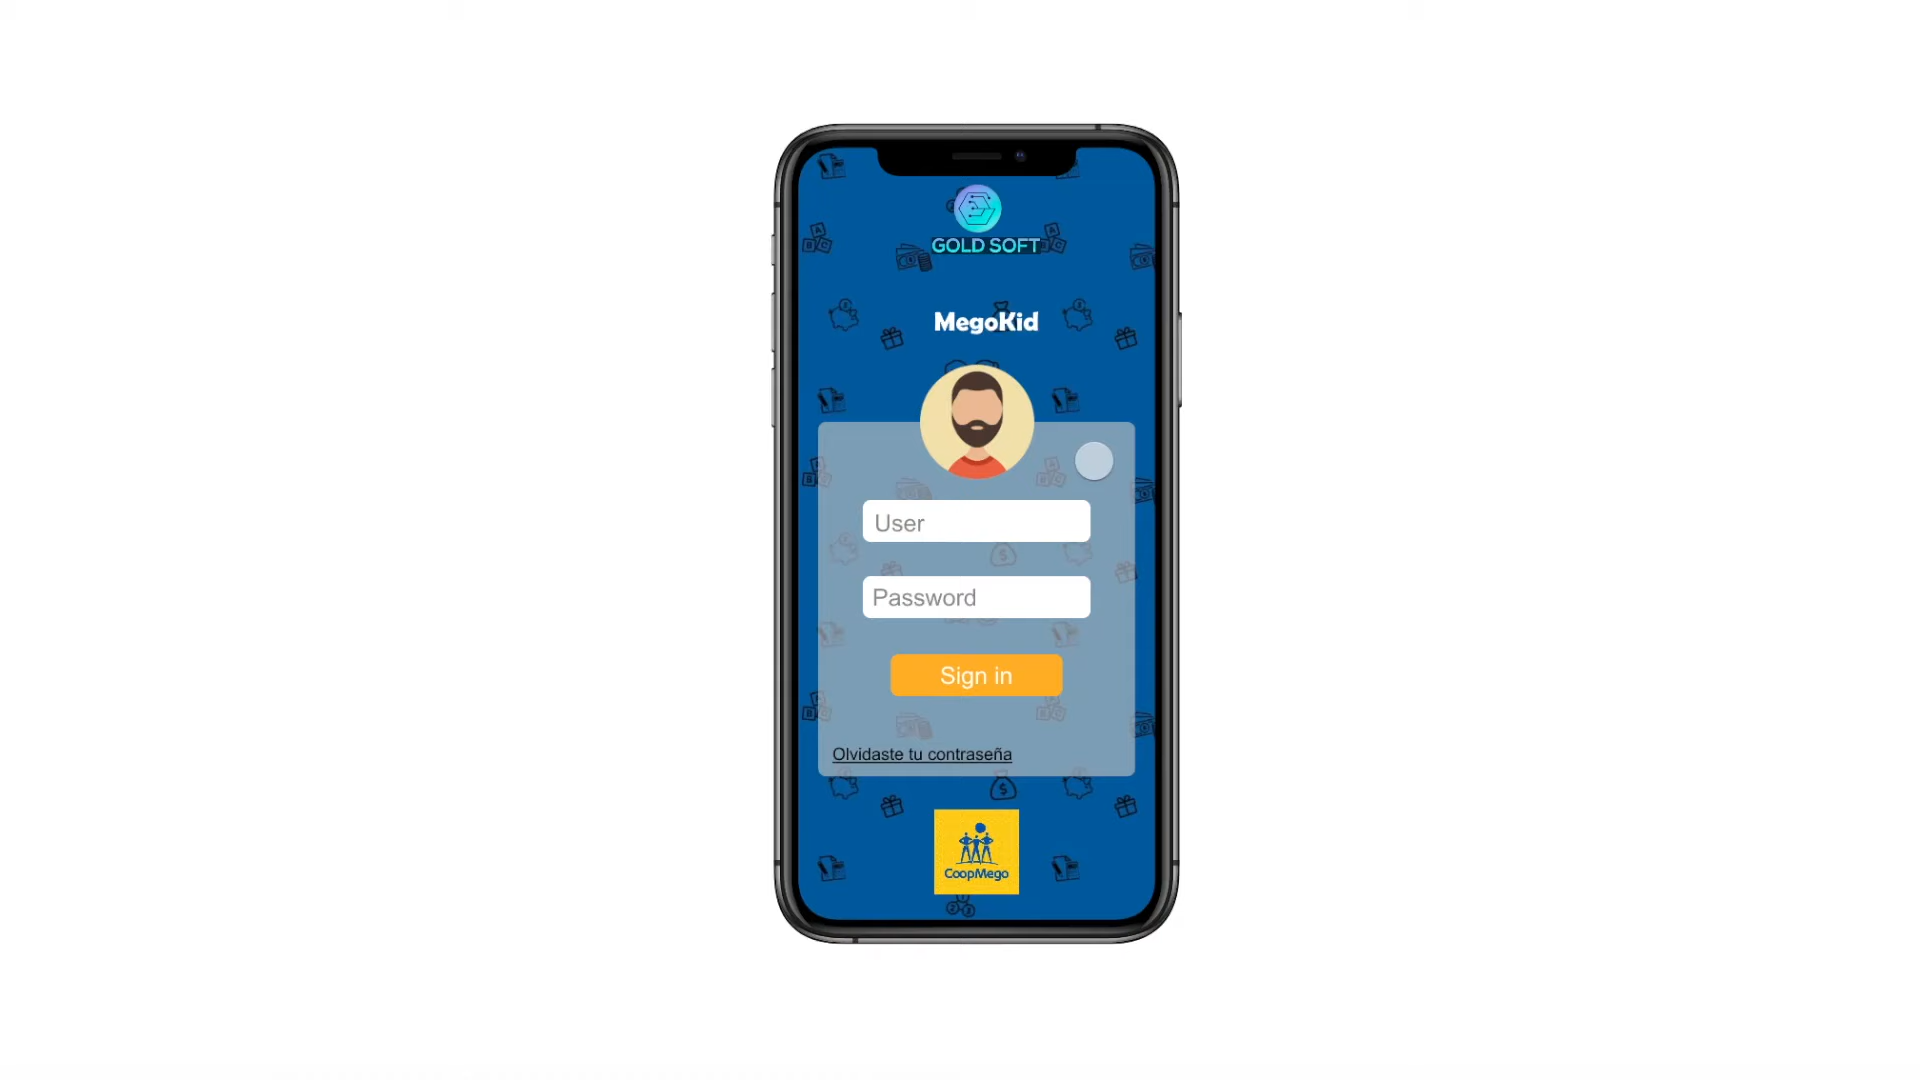 GOLD SOFT
MegoKid
User
Password
Sign in
Olvidaste tu contraseña
CoopMego